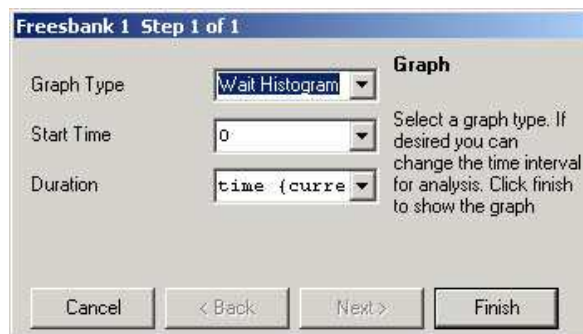 Freesbank 1 Step 1 of 1
Graph Type
Wait Histogram
Start Time
0
Duration
time {curre
Graph
Select a graph type. If
desired you can
change the time interval
for analysis. Click finish
to show the graph
Cancel
< Back
Next >
Finish